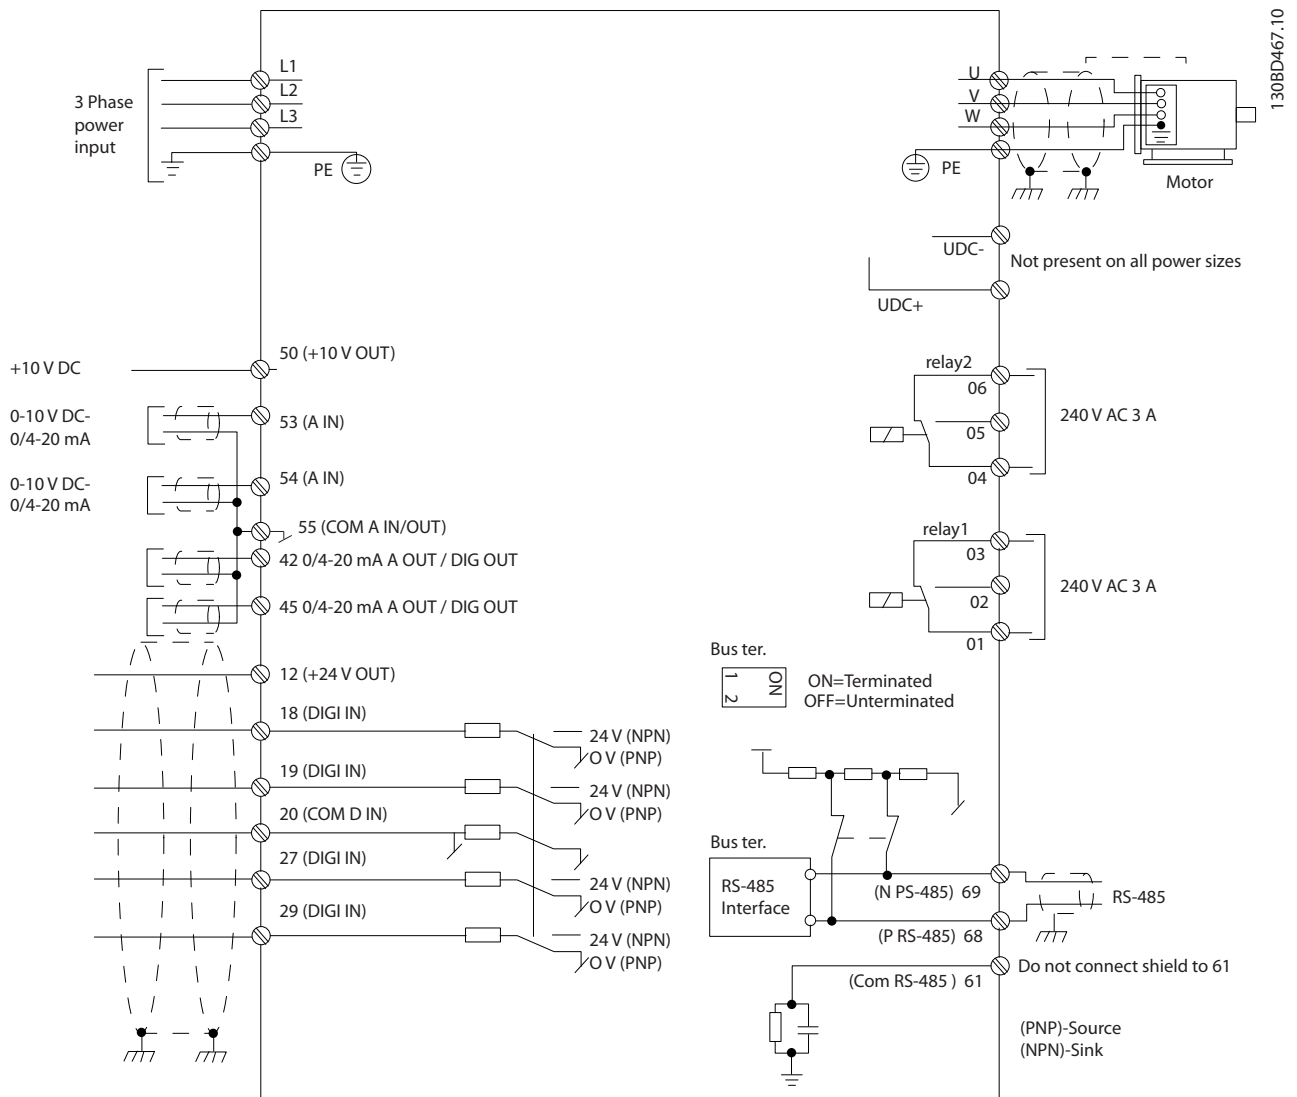 130BD467.10
L1
L2
L3
3 Phase
power
input
PE
U
V
W
PE
Motor
UDC-
Not present on all power sizes
UDC+
+10 V DC
50 (+10 V OUT)
0-10 V DC-
0/4-20 mA
53 (A IN)
0-10 V DC-
0/4-20 mA
54 (A IN)
55 (COM A IN/OUT)
42 0/4-20 mA A OUT / DIG OUT
45 0/4-20 mA A OUT / DIG OUT
12 (+24 V OUT)
18 (DIGI IN)
24 V (NPN)
O V (PNP)
19 (DIGI IN)
24 V (NPN)
O V (PNP)
20 (COM D IN)
27 (DIGI IN)
24 V (NPN)
O V (PNP)
29 (DIGI IN)
24 V (NPN)
O V (PNP)
relay2
06
05
04
240 V AC 3 A
relay1
03
02
01
240 V AC 3 A
Bus ter.
1
2
ON
ON=Terminated
OFF=Unterminated
Bus ter.
RS-485
Interface
(N PS-485) 69
RS-485
(P RS-485) 68
(Com RS-485 ) 61
Do not connect shield to 61
(PNP)-Source
(NPN)-Sink